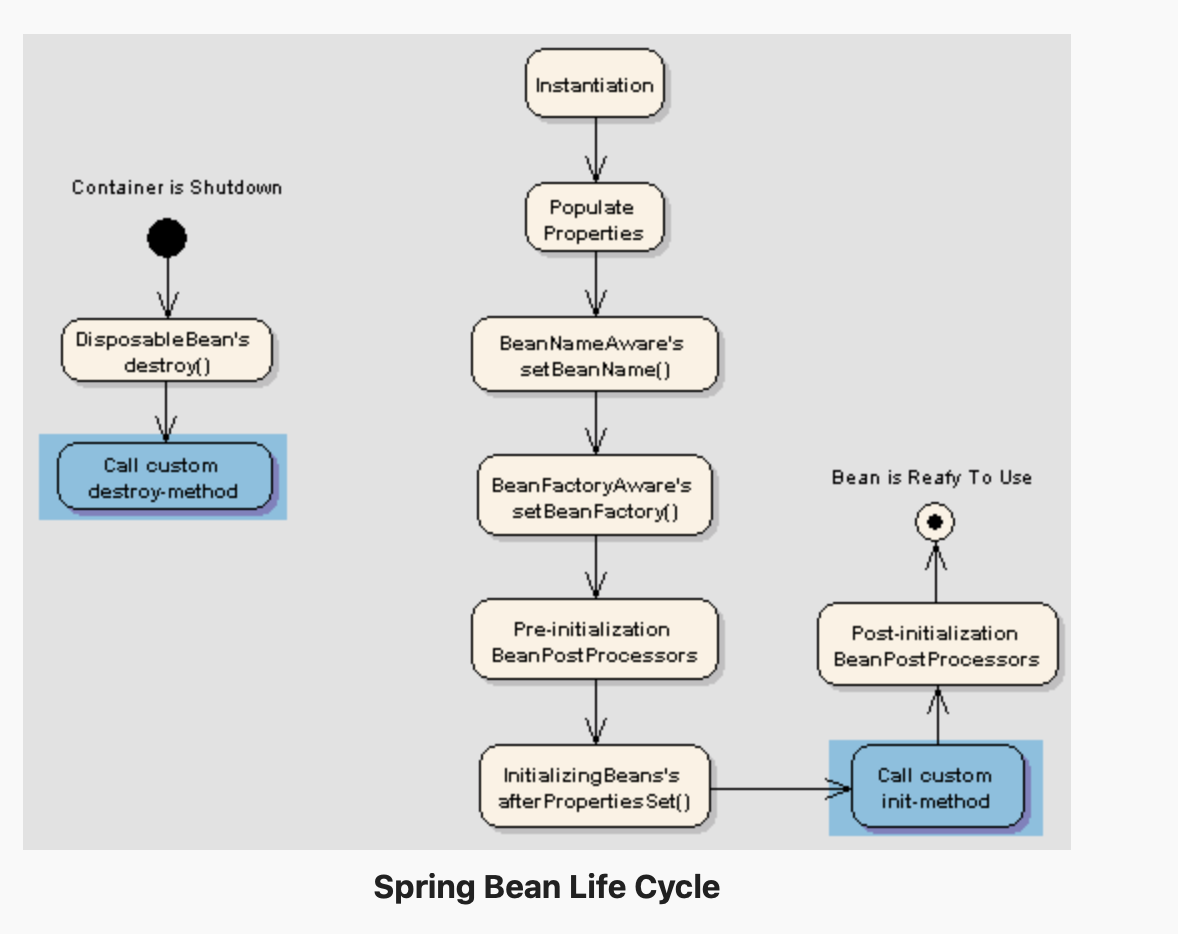 Instantiation
Container is Shutdown
Populate
Properties
DisposableBean's
destroy()
BeanNameAware's
setBeanName()
Call custom
destroy-method
BeanFactoryAware's
setBeanFactory()
Bean is Reafy To Use
Pre-initialization
BeanPostProcessors
Post-initialization
BeanPostProcessors
InitializingBeans's
afterPropertiesSet()
Call custom
init-method
Spring Bean Life Cycle